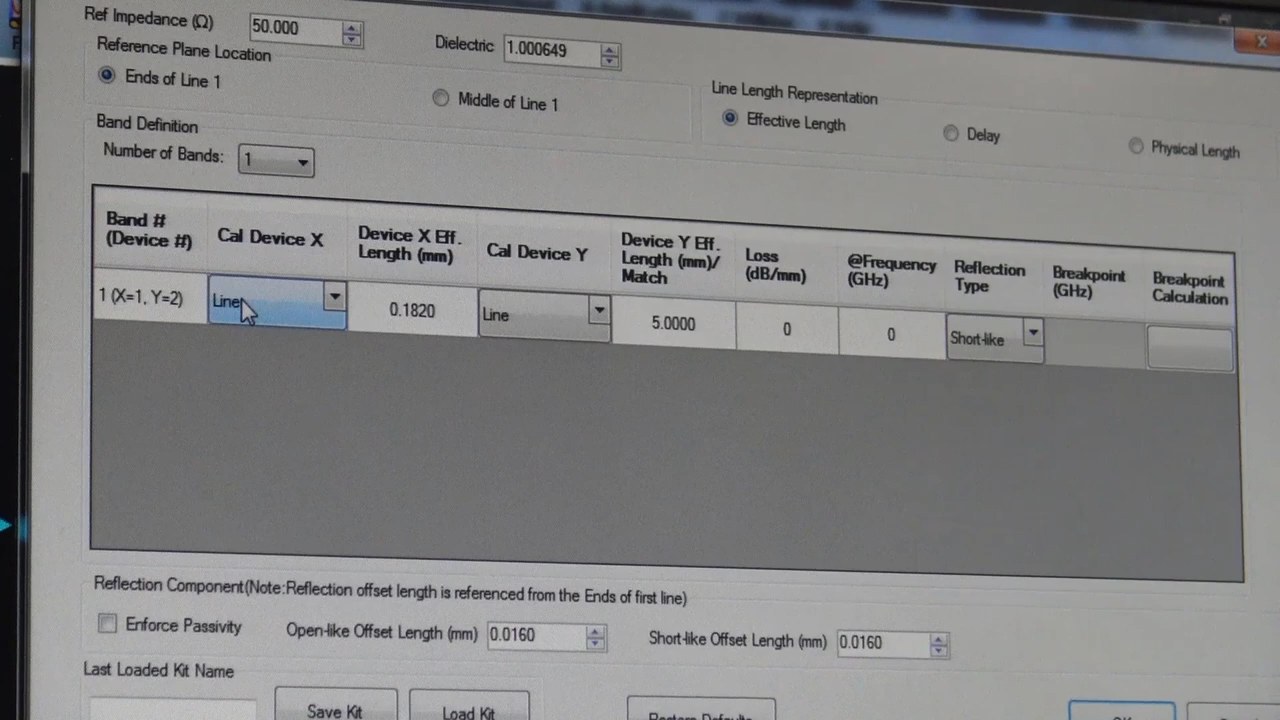 Ref Impedance (Ω) 50.000 Dielectric 1.000649
Reference Plane Location
Ends of Line 1 Middle of Line 1
Line Length Representation
Effective Length Delay Physical Length
Band Definition
Number of Bands: 1
Band # (Device #)
Cal Device X
Device X Eff. Length (mm)
Cal Device Y
Device Y Eff. Length (mm)/ Match
Loss (dB/mm)
@Frequency (GHz)
Reflection Type
Breakpoint (GHz)
Breakpoint Calculation
1 (X=1, Y=2) Line 0.1820 Line 5.0000 0 0 Short-like
Reflection Component(Note:Reflection offset length is referenced from the Ends of first line)
Enforce Passivity Open-like Offset Length (mm) 0.0160 Short-like Offset Length (mm) 0.0160
Last Loaded Kit Name
Save Kit Load Kit Restore Defaults